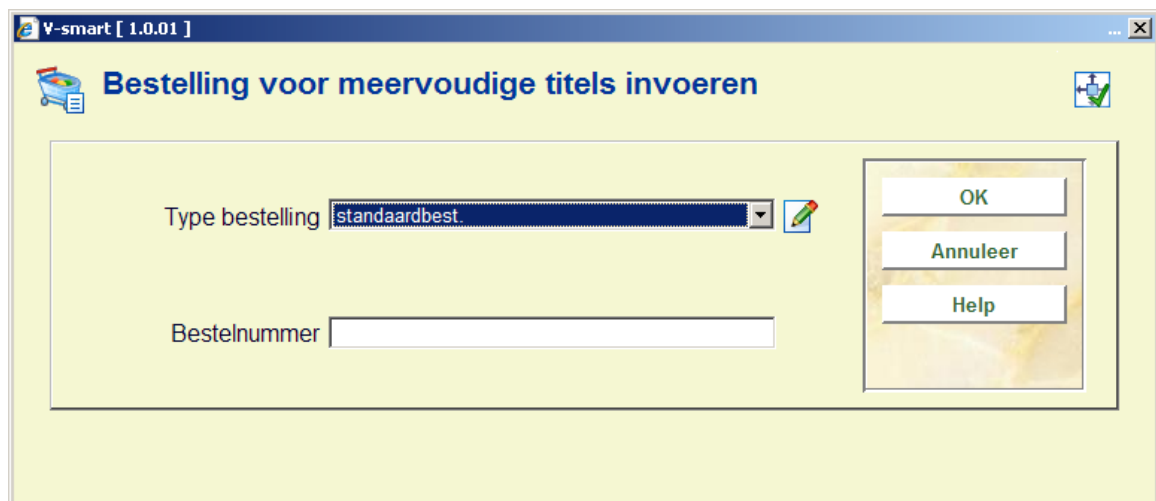 V-smart [ 1.0.01 ]
...
Bestelling voor meervoudige titels invoeren
Type bestelling standaardbest.
OK
Annuleer
Help
Bestelnummer